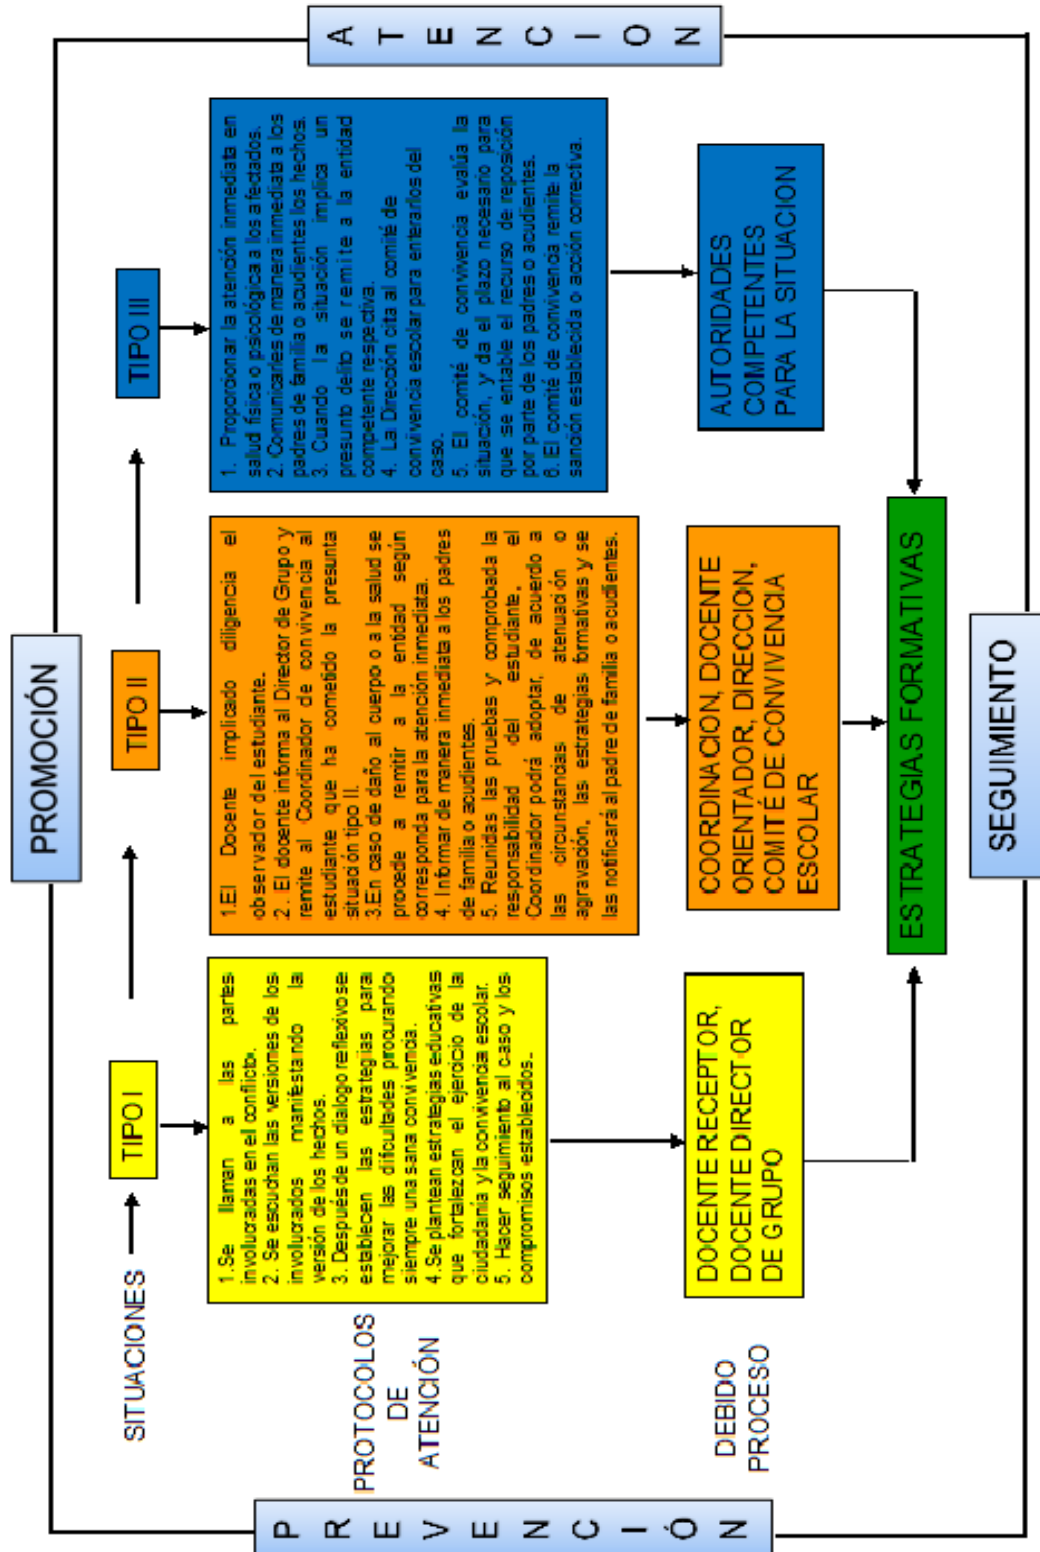 PROMOCIÓN
PREVENCIÓN
ATENCION
SITUACIONES
TIPO I
TIPO II
TIPO III
PROTOCOLOS
DE
ATENCIÓN
1.Se llaman a las partes
involucradas en el conflicto.
2. Se escuchan las versiones de los
involucrados manifestando la
versión de los hechos.
3. Después de un dialogo reflexivo se
establecen las estrategias para
mejorar las dificultades procurando
siempre una sana convivencia.
4.Se plantean estrategias educativas
que fortalezcan el ejercicio de la
ciudadanía y la convivencia escolar.
5. Hacer seguimiento al caso y los
compromisos establecidos.
1.El Docente implicado diligencia el
observador del estudiante.
2. El docente informa al Director de Grupo y
remite al Coordinador de convivencia al
estudiante que ha cometido la presunta
situación tipo II.
3.En caso de daño al cuerpo o a la salud se
procede a remitir a la entidad según
corresponda para la atención inmediata.
4. Informar de manera inmediata a los padres
de familia o acudientes.
5. Reunidas las pruebas y comprobada la
responsabilidad del estudiante, el
Coordinador podrá adoptar, de acuerdo a
las circunstancias de atenuación o
agravación, las estrategias formativas y se
las notificará al padre de familia o acudientes.
1. Proporcionar la atención inmediata en
salud física o psicológica a los afectados.
2. Comunicarles de manera inmediata a los
padres de familia o acudientes los hechos.
3. Cuando la situación implica un
presunto delito se remite a la entidad
competente respectiva.
4. La Dirección cita al comité de
convivencia escolar para enterarlos del
caso.
5. El comité de convivencia evalúa la
situación, y da el plazo necesario para
que se entable el recurso de reposición
por parte de los padres o acudientes.
6. El comité de convivencia remite la
sanción establecida o acción correctiva.
DEBIDO
PROCESO
DOCENTE RECEPTOR,
DOCENTE DIRECTOR
DE GRUPO
COORDINACION, DOCENTE
ORIENTADOR, DIRECCION,
COMITÉ DE CONVIVENCIA
ESCOLAR
AUTORIDADES
COMPETENTES
PARA LA SITUACION
ESTRATEGIAS FORMATIVAS
SEGUIMIENTO